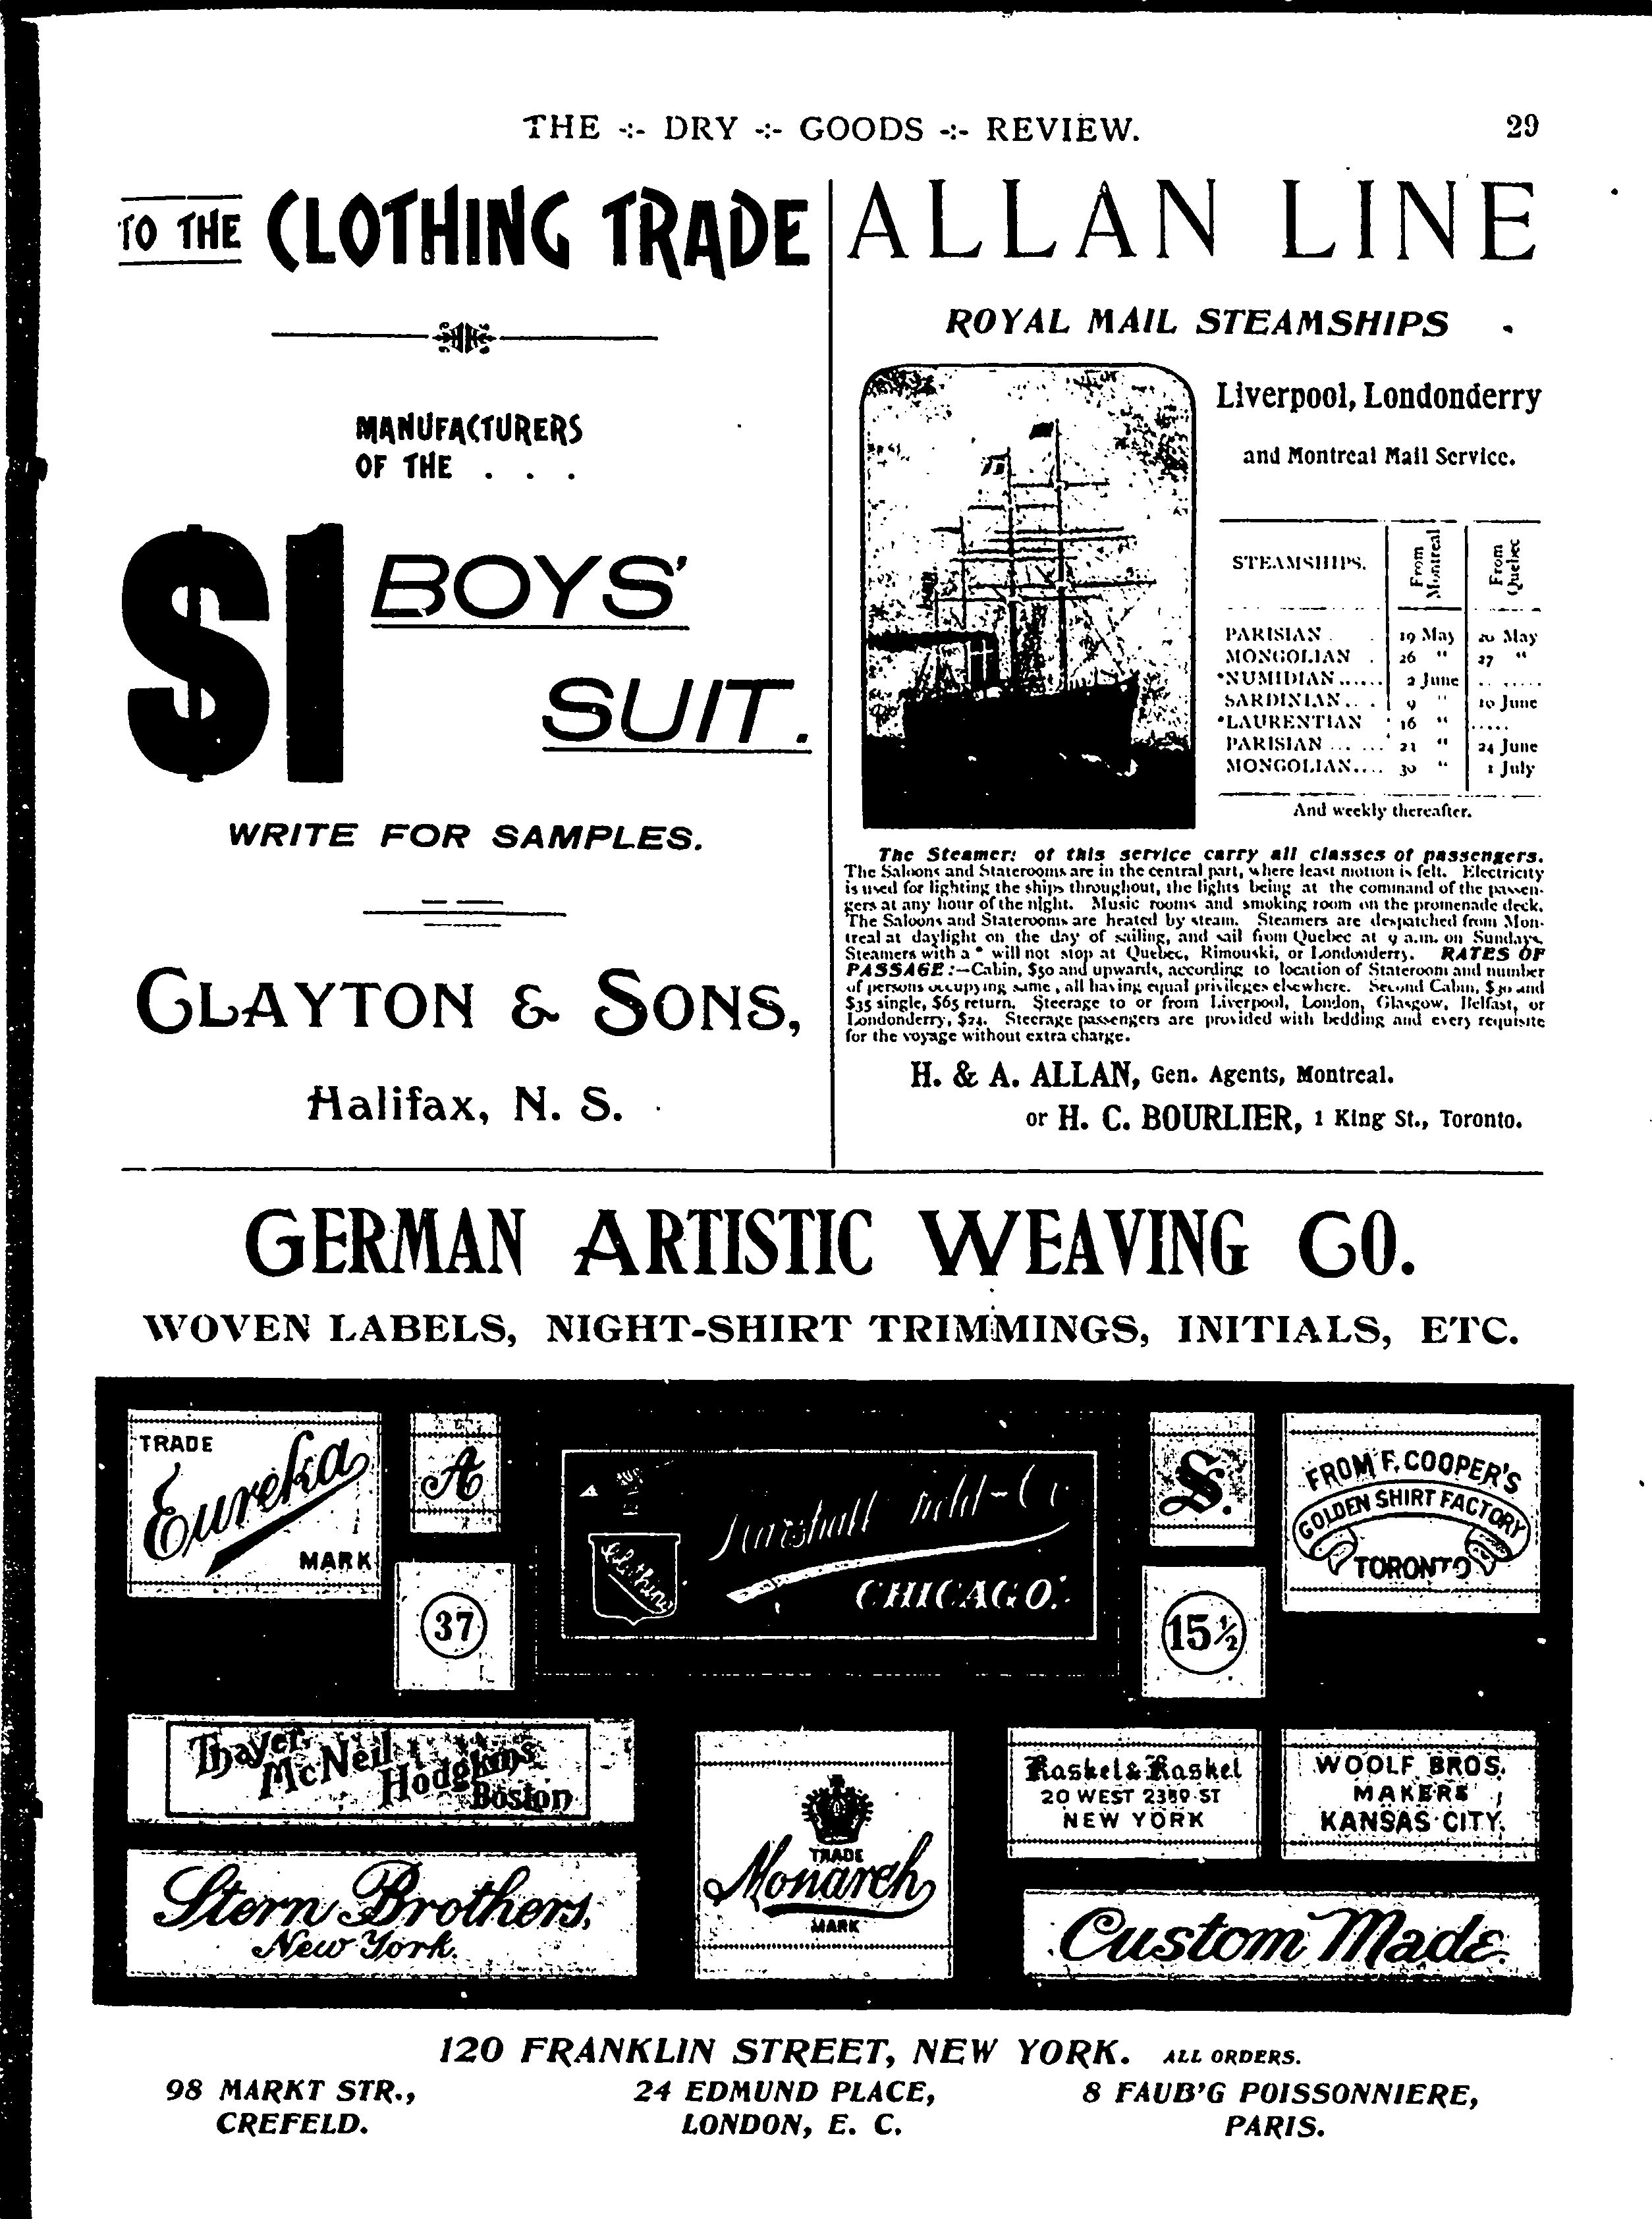 THE -:- DRY -:- GOODS -:- REVIEW. 29
TO THE CLOTHING TRADE
MANUFACTURERS
OF THE . . .
$1 BOYS'
SUIT.
WRITE FOR SAMPLES.
CLAYTON & SONS,
Halifax, N. S.
ALLAN LINE
ROYAL MAIL STEAMSHIPS
Liverpool, Londonderry
and Montreal Mail Service.
STEAMSHIPS. From Montreal From Quebec
PARISIAN . . 19 May 20 May
MONGOLIAN . 26 " 27 "
*NUMIDIAN...... 2 June .. .....
SARDINIAN.. . 9 " 10 June
*LAURENTIAN 16 " .....
PARISIAN ... ... 21 " 24 June
MONGOLIAN.... 30 " 1 July
And weekly thereafter.
The Steamers of this service carry all classes of passengers.
The Saloons and Staterooms are in the central part, where least motion is felt. Electricity
is used for lighting the ships throughout, the lights being at the command of the passen-
gers at any hour of the night. Music rooms and smoking room on the promenade deck.
The Saloons and Staterooms are heated by steam. Steamers are despatched from Mon-
treal at daylight on the day of sailing, and sail from Quebec at 9 a.m. on Sundays.
Steamers with a * will not stop at Quebec, Rimouski, or Londonderry. RATES OF
PASSAGE:—Cabin, $50 and upwards, according to location of Stateroom and number
of persons occupying same, all having equal privileges elsewhere. Second Cabin, $30 and
$35 single, $65 return. Steerage to or from Liverpool, London, Glasgow, Belfast, or
Londonderry, $24. Steerage passengers are provided with bedding and every requisite
for the voyage without extra charge.
H. & A. ALLAN, Gen. Agents, Montreal.
or H. C. BOURLIER, 1 King St., Toronto.
GERMAN ARTISTIC WEAVING CO.
WOVEN LABELS, NIGHT-SHIRT TRIMMINGS, INITIALS, ETC.
TRADE
Eureka
MARK
A
37
Clothing
Marshall Field & Co
CHICAGO.
S.
15½
FROM F. COOPER'S
GOLDEN SHIRT FACTORY
TORONTO
Thayer,
McNeil
Hodgkins
Boston
Stern Brothers,
New York.
TRADE
Monarch
MARK
Raskel & Raskel
20 WEST 23RD ST
NEW YORK
WOOLF BROS.
MAKERS
KANSAS CITY.
Custom Made.
120 FRANKLIN STREET, NEW YORK. ALL ORDERS.
98 MARKT STR.,
CREFELD.
24 EDMUND PLACE,
LONDON, E. C.
8 FAUB'G POISSONNIERE,
PARIS.